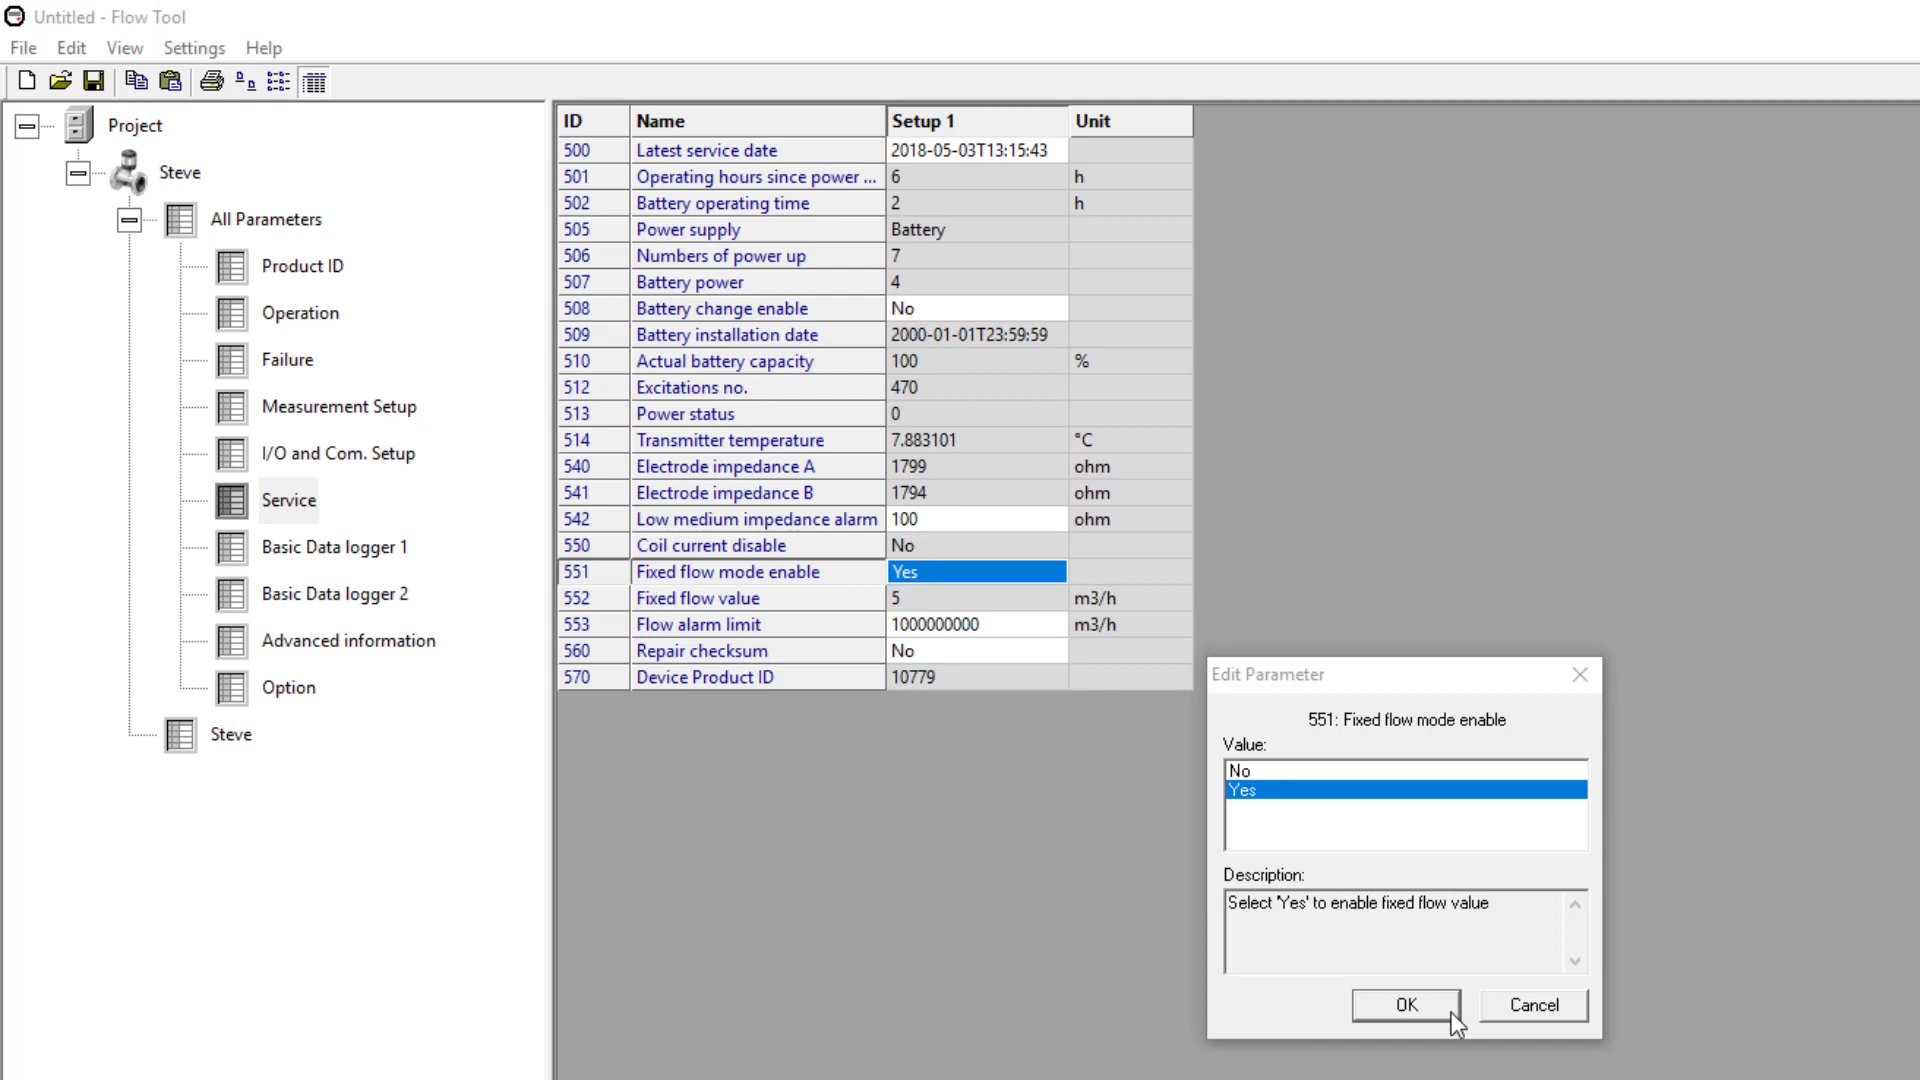 Untitled - Flow Tool
File Edit View Settings Help
Project
Steve
All Parameters
Product ID
Operation
Failure
Measurement Setup
I/O and Com. Setup
Service
Basic Data logger 1
Basic Data logger 2
Advanced information
Option
Steve
ID Name Setup 1 Unit
500 Latest service date 2018-05-03T13:15:43
501 Operating hours since power ... 6 h
502 Battery operating time 2 h
505 Power supply Battery
506 Numbers of power up 7
507 Battery power 4
508 Battery change enable No
509 Battery installation date 2000-01-01T23:59:59
510 Actual battery capacity 100 %
512 Excitations no. 470
513 Power status 0
514 Transmitter temperature 7.883101 °C
540 Electrode impedance A 1799 ohm
541 Electrode impedance B 1794 ohm
542 Low medium impedance alarm 100 ohm
550 Coil current disable No
551 Fixed flow mode enable Yes
552 Fixed flow value 5 m3/h
553 Flow alarm limit 1000000000 m3/h
560 Repair checksum No
570 Device Product ID 10779
Edit Parameter
551: Fixed flow mode enable
Value:
No
Yes
Description:
Select 'Yes' to enable fixed flow value
OK Cancel